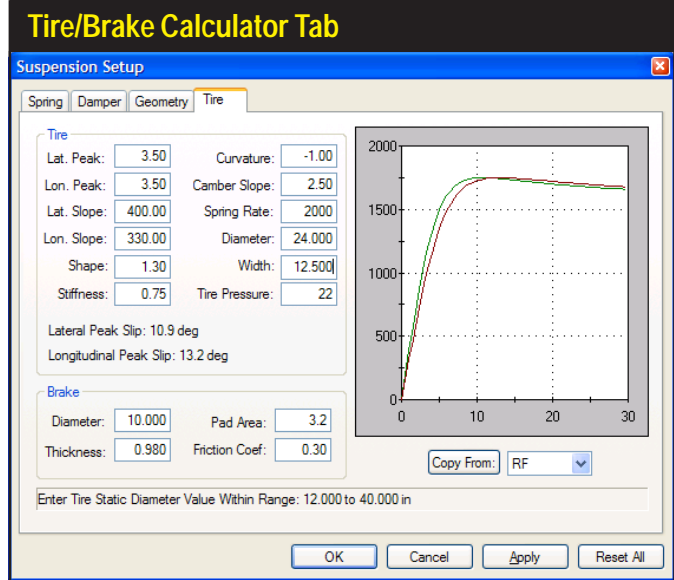 Tire/Brake Calculator Tab
Suspension Setup
Spring Damper Geometry Tire
Tire
Lat. Peak: 3.50 Curvature: -1.00
Lon. Peak: 3.50 Camber Slope: 2.50
Lat. Slope: 400.00 Spring Rate: 2000
Lon. Slope: 330.00 Diameter: 24.000
Shape: 1.30 Width: 12.500
Stiffness: 0.75 Tire Pressure: 22
Lateral Peak Slip: 10.9 deg
Longitudinal Peak Slip: 13.2 deg
Brake
Diameter: 10.000 Pad Area: 3.2
Thickness: 0.980 Friction Coef: 0.30
2000
1500
1000
500
0
0 10 20 30
Copy From: RF
Enter Tire Static Diameter Value Within Range: 12.000 to 40.000 in
OK Cancel Apply Reset All